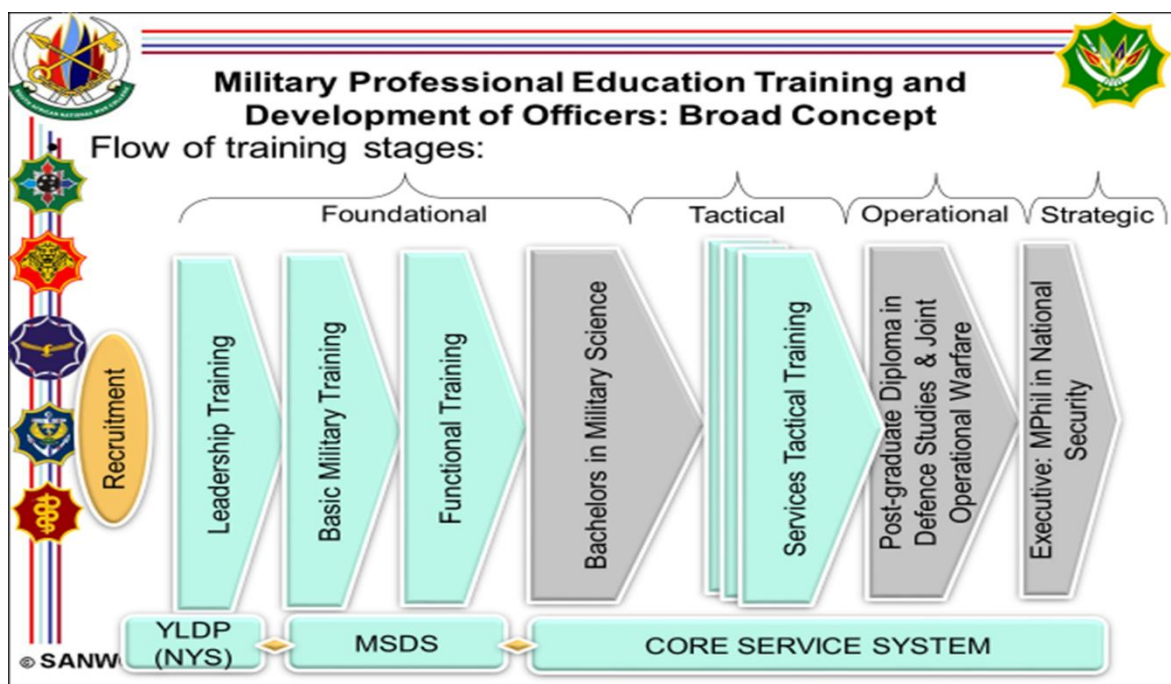 Military Professional Education Training and
Development of Officers: Broad Concept
• Flow of training stages:
Foundational
Tactical
Operational
Strategic
Recruitment
Leadership Training
Basic Military Training
Functional Training
Bachelors in Military Science
Services Tactical Training
Post-graduate Diploma in
Defence Studies & Joint
Operational Warfare
Executive: MPhil in National
Security
YLDP
(NYS)
MSDS
CORE SERVICE SYSTEM
© SANW